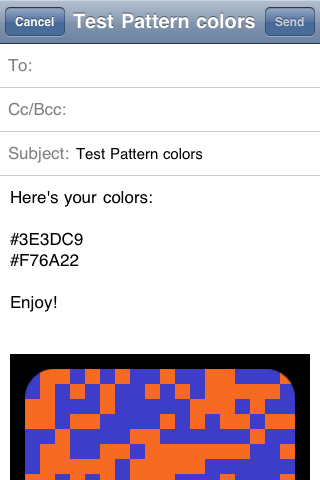 Cancel Test Pattern colors Send
To:
Cc/Bcc:
Subject: Test Pattern colors
Here's your colors:
#3E3DC9
#F76A22
Enjoy!